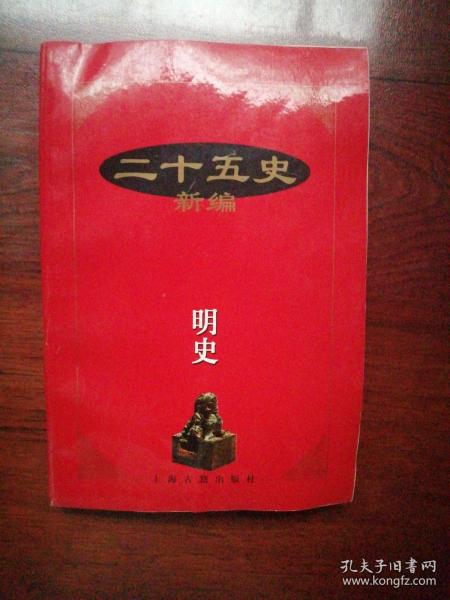 二十五史
新编
明史
上海古籍出版社
孔夫子旧书网
www.kongfz.com